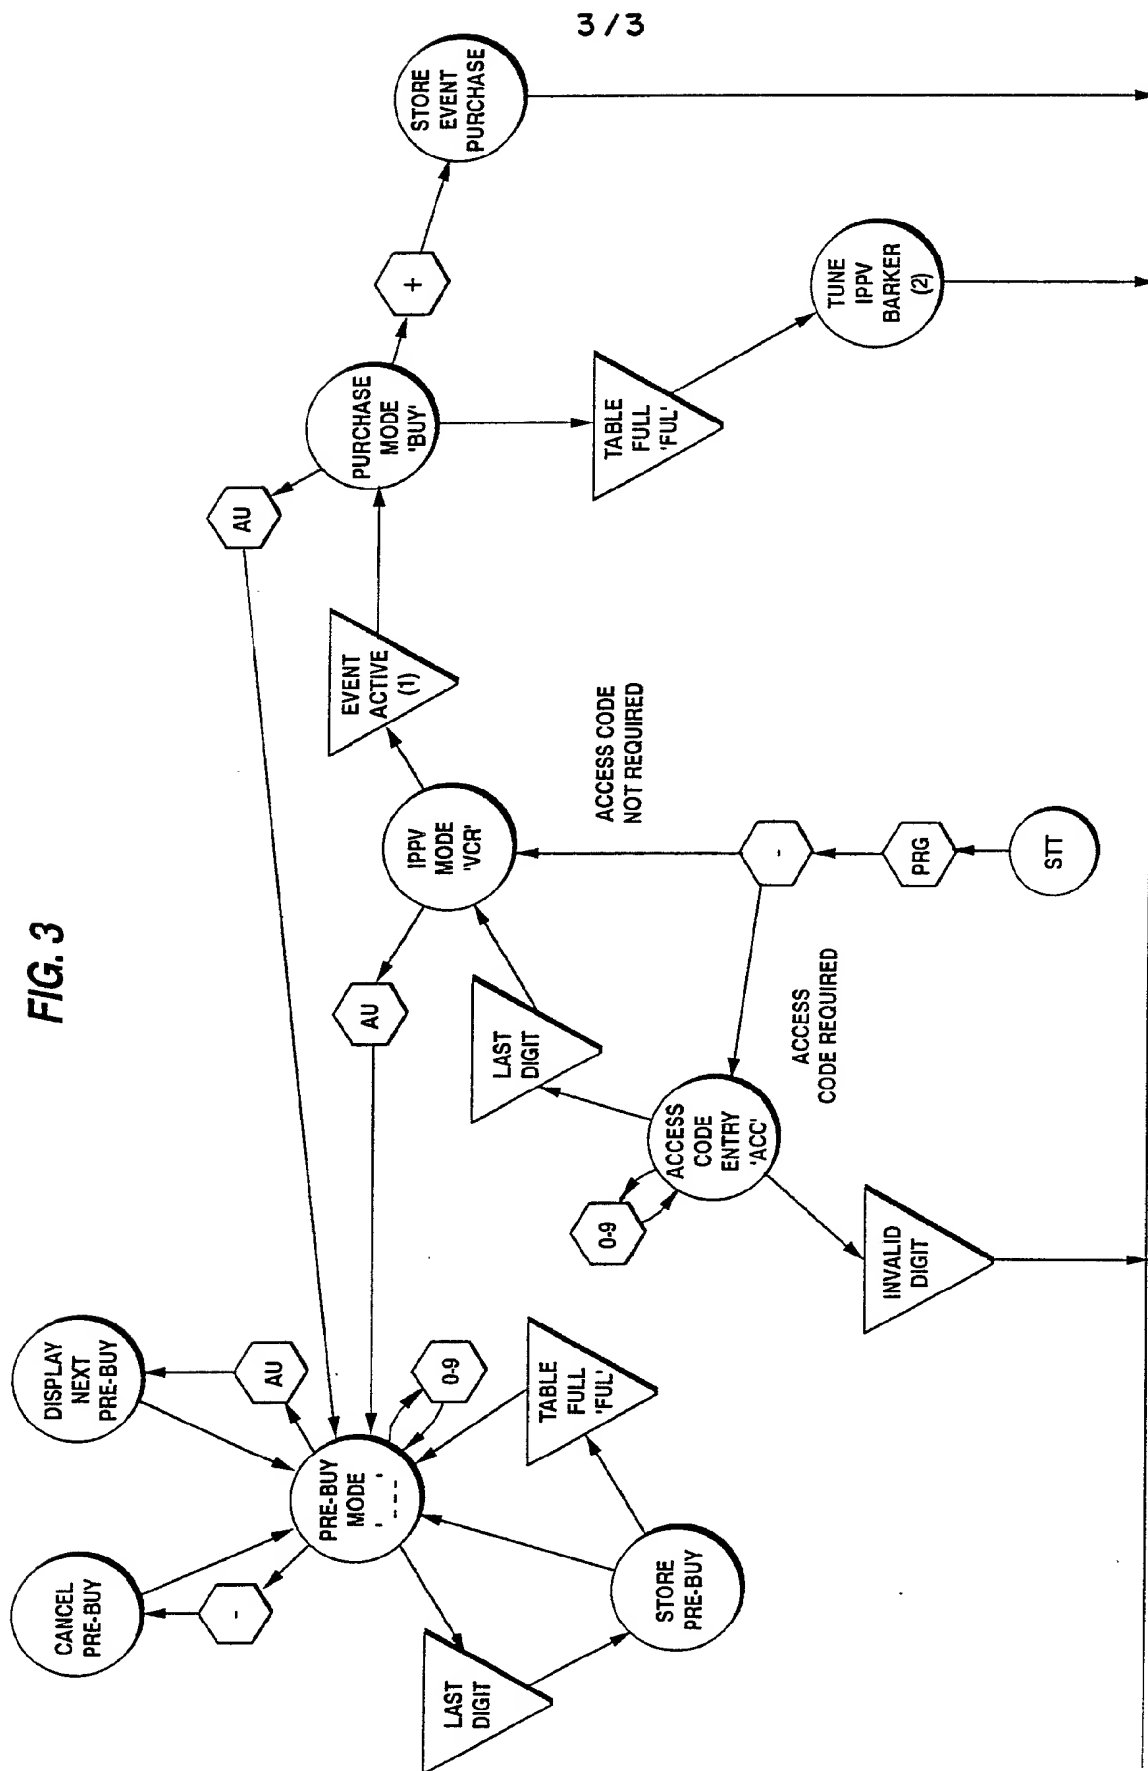 3/3
FIG. 3
CANCEL
PRE-BUY
-
DISPLAY
NEXT
PRE-BUY
AU
PRE-BUY
MODE
' _ _ _ '
0-9
LAST
DIGIT
STORE
PRE-BUY
TABLE
FULL
'FUL'
AU
AU
IPPV
MODE
'VCR'
EVENT
ACTIVE
(1)
PURCHASE
MODE
'BUY'
+
STORE
EVENT
PURCHASE
TABLE
FULL
'FUL'
TUNE
IPPV
BARKER
(2)
LAST
DIGIT
0-9
ACCESS
CODE
ENTRY
'ACC'
INVALID
DIGIT
ACCESS
CODE REQUIRED
ACCESS CODE
NOT REQUIRED
-
PRG
STT